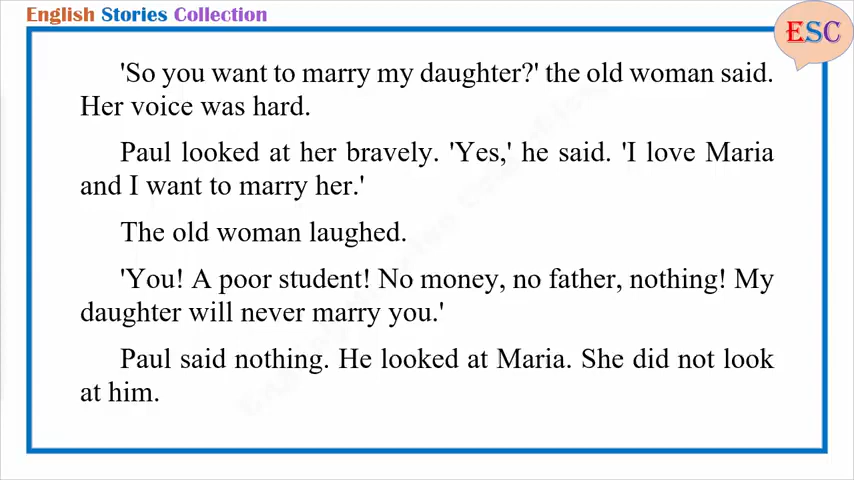 English Stories Collection
ESC
'So you want to marry my daughter?' the old woman said.
Her voice was hard.
Paul looked at her bravely. 'Yes,' he said. 'I love Maria
and I want to marry her.'
The old woman laughed.
'You! A poor student! No money, no father, nothing! My
daughter will never marry you.'
Paul said nothing. He looked at Maria. She did not look
at him.